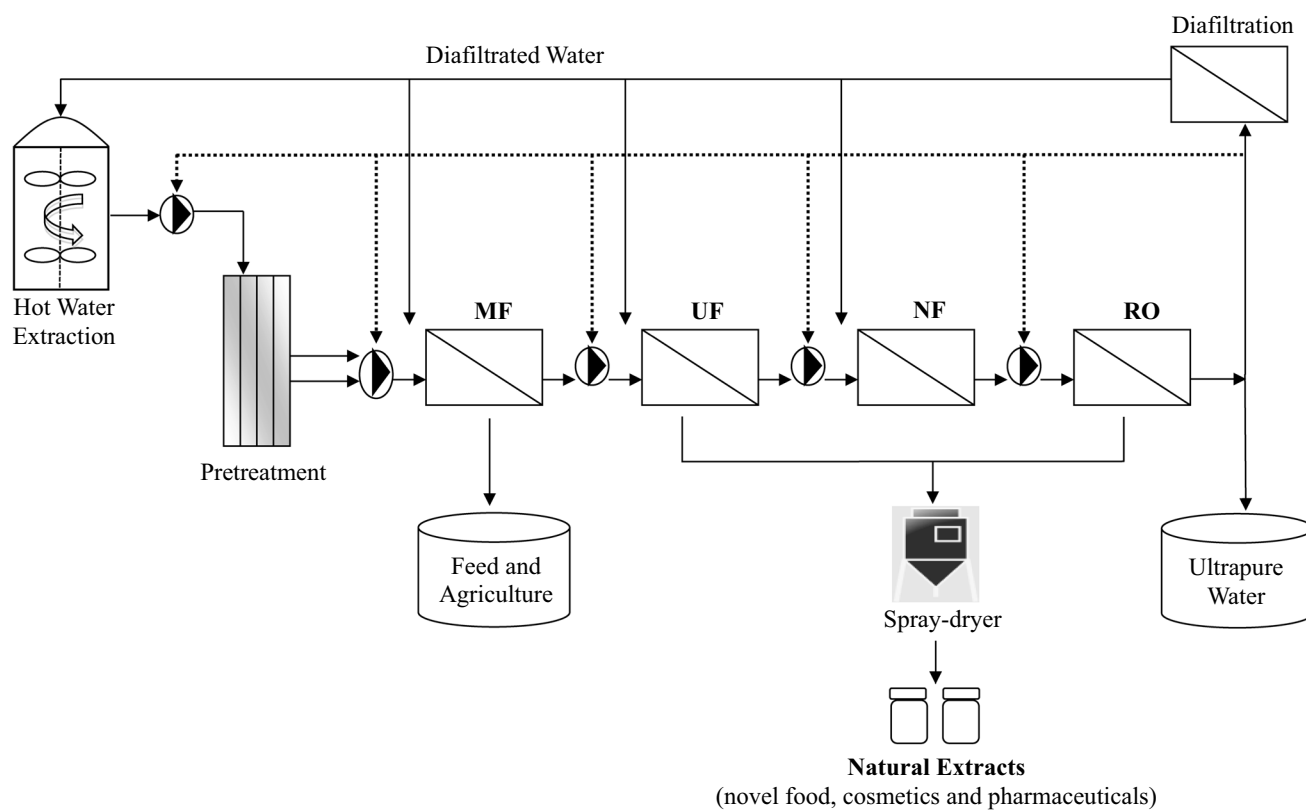 Diafiltration
Diafiltrated Water
Hot Water
Extraction
MF
UF
NF
RO
Pretreatment
Feed and
Agriculture
Ultrapure
Water
Spray-dryer
Natural Extracts
(novel food, cosmetics and pharmaceuticals)